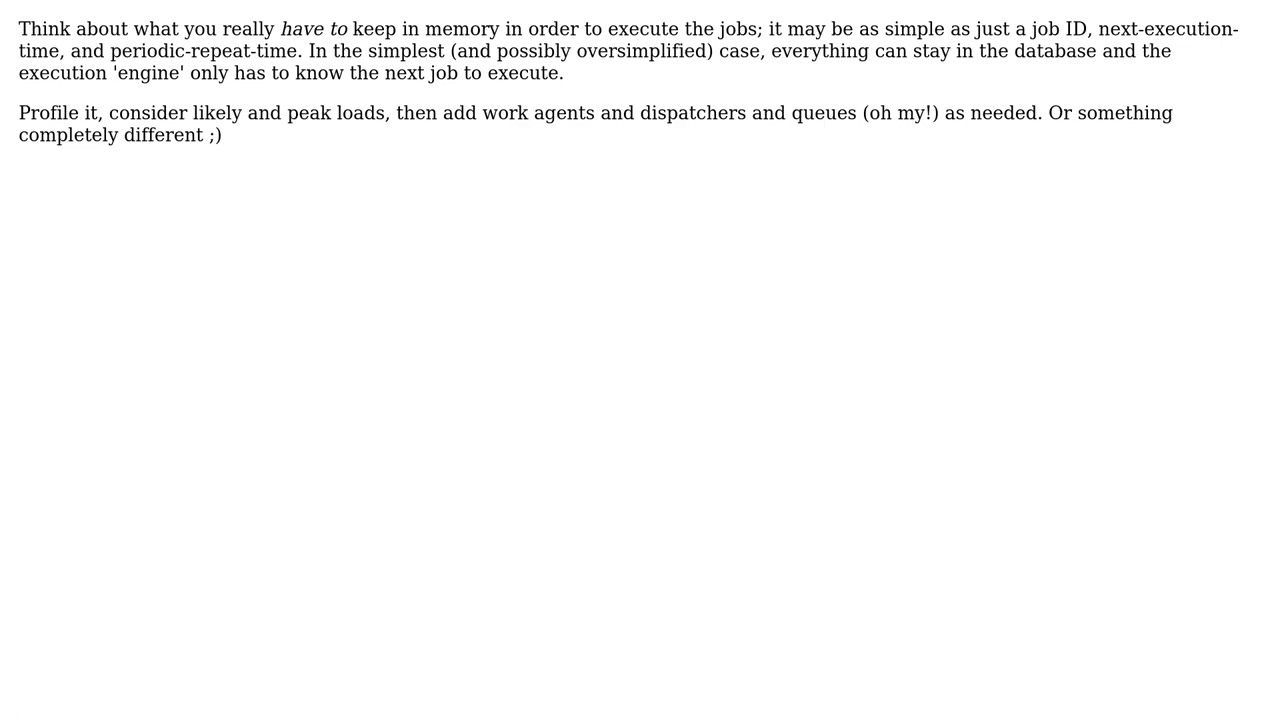 Think about what you really have to keep in memory in order to execute the jobs; it may be as simple as just a job ID, next-execution-
time, and periodic-repeat-time. In the simplest (and possibly oversimplified) case, everything can stay in the database and the
execution 'engine' only has to know the next job to execute.
Profile it, consider likely and peak loads, then add work agents and dispatchers and queues (oh my!) as needed. Or something
completely different ;)